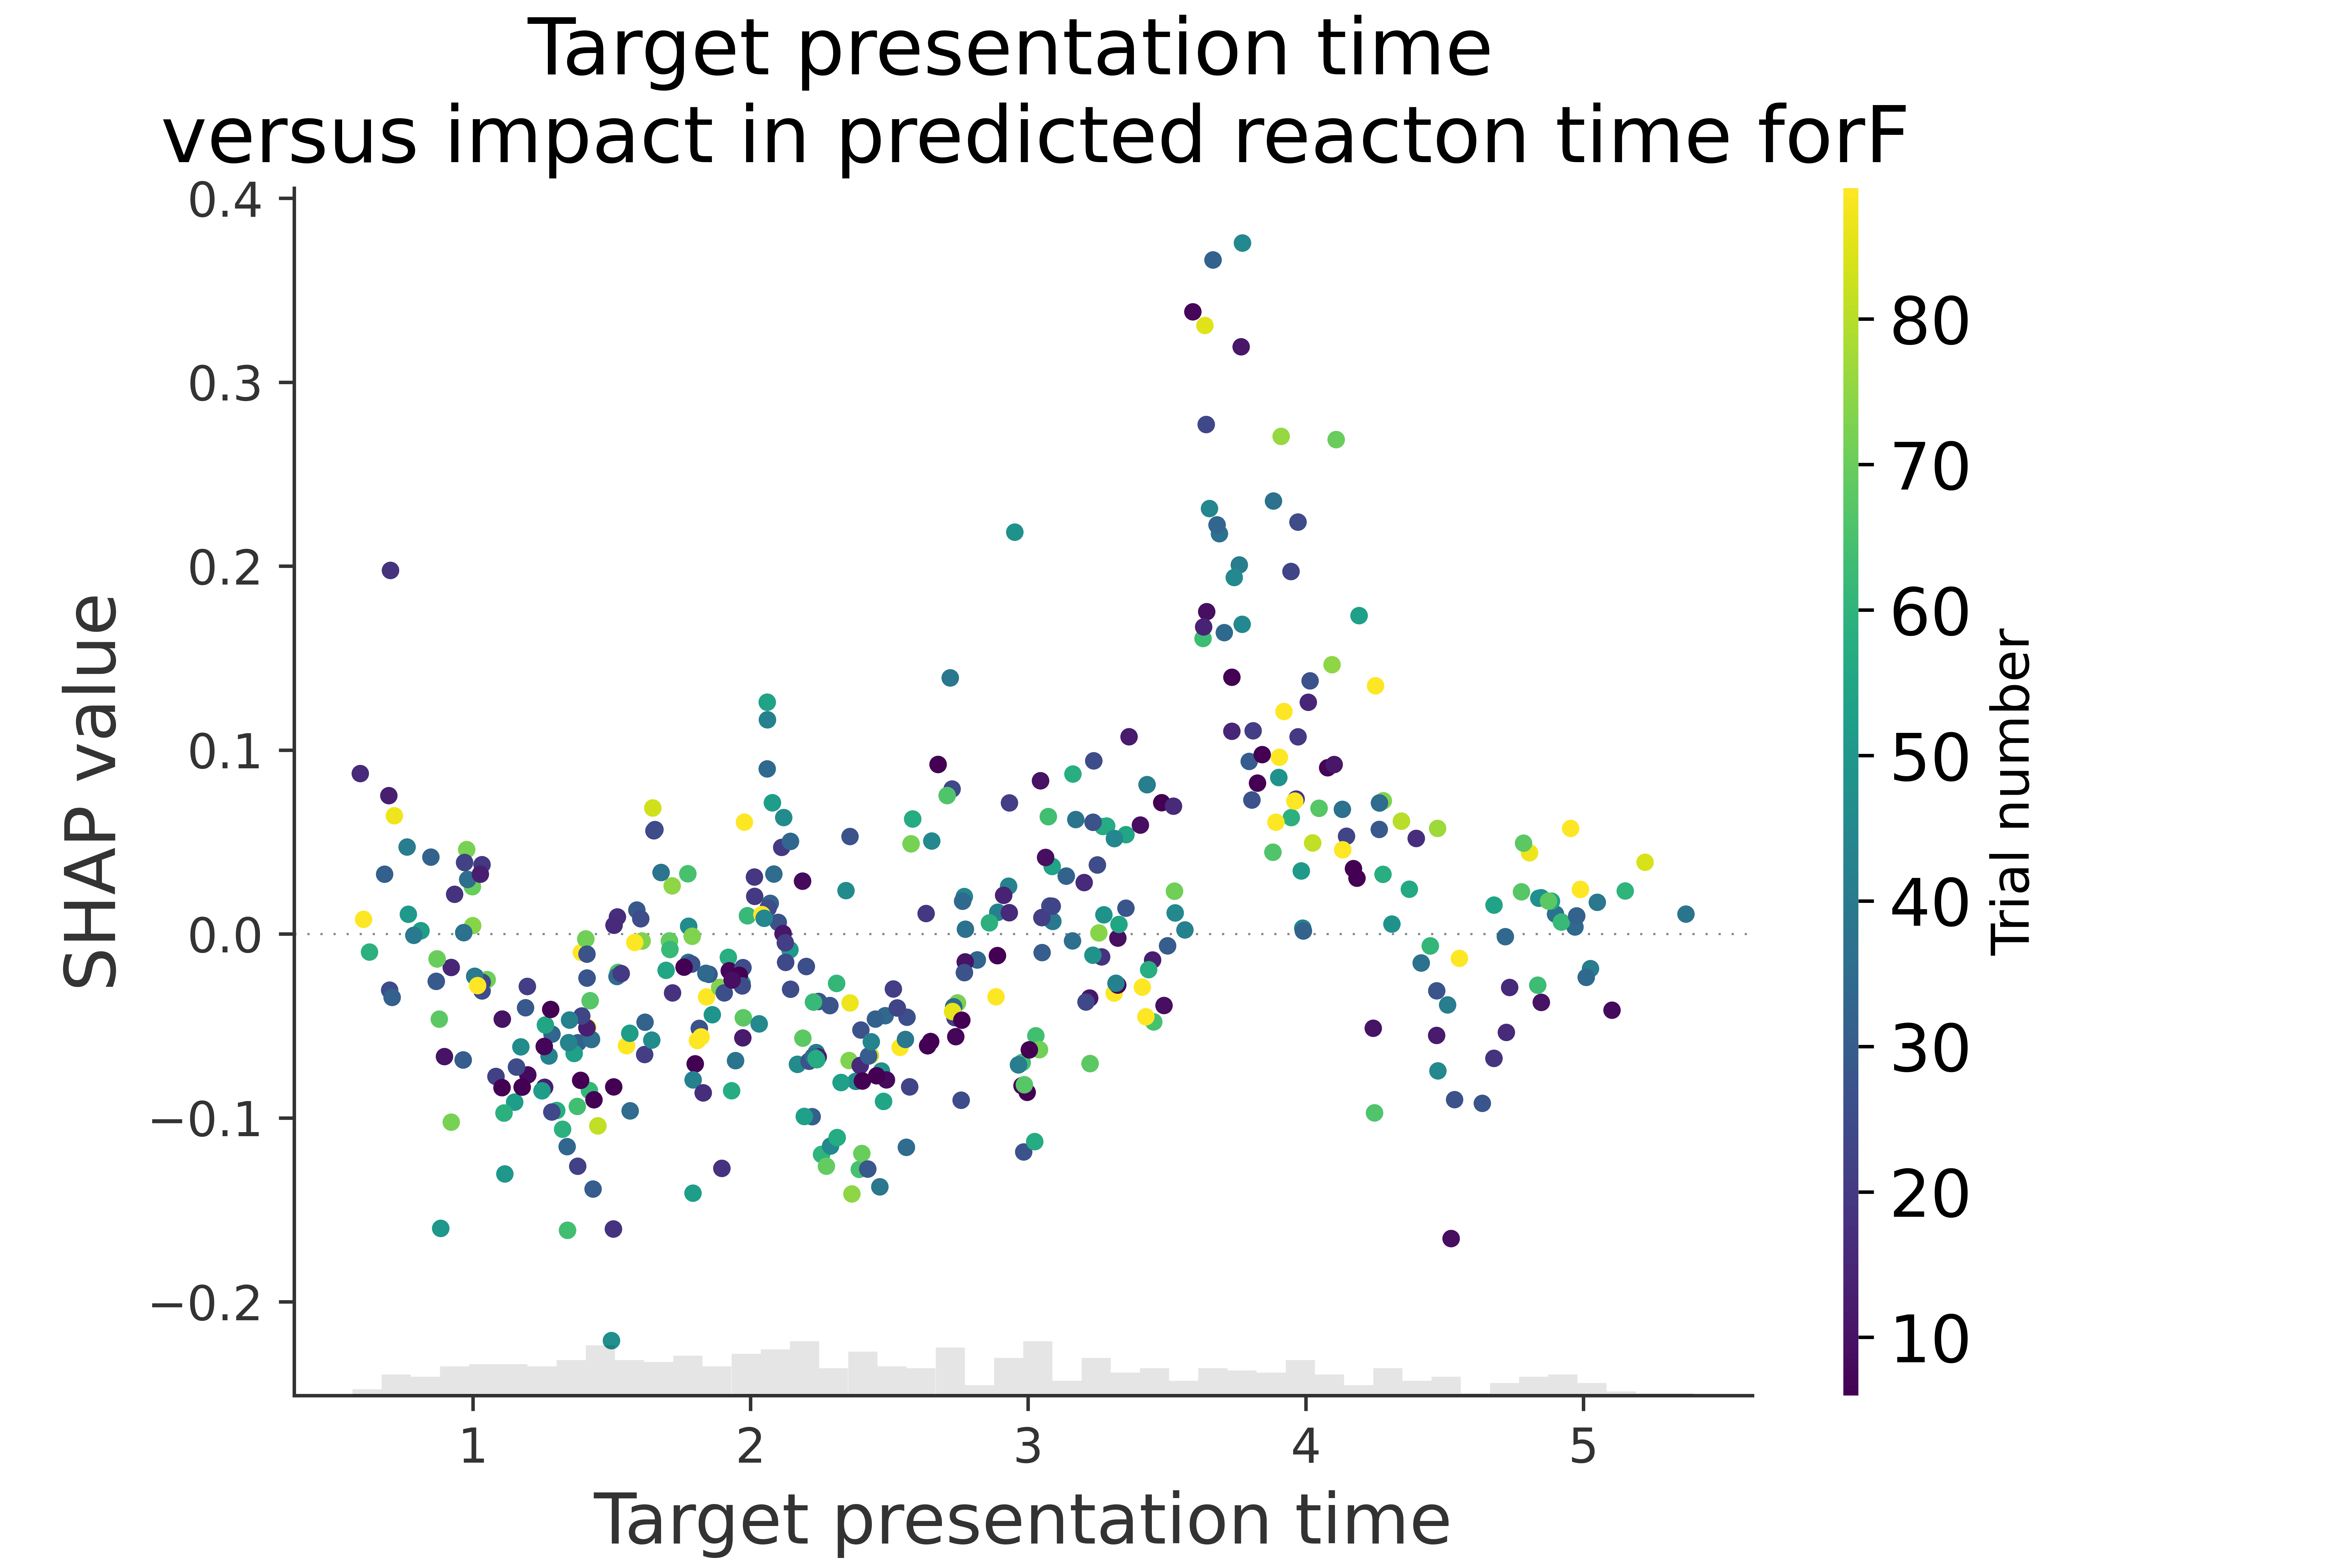 Target presentation time
versus impact in predicted reacton time forF
0.4
0.3
0.2
0.1
0.0
−0.1
−0.2
SHAP value
1 2 3 4 5
Target presentation time
80
70
60
50
40
30
20
10
Trial number